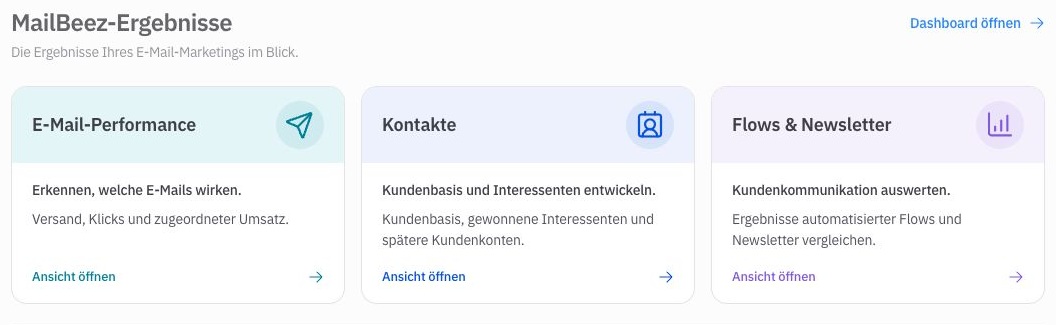 MailBeez-Ergebnisse
Dashboard öffnen
Die Ergebnisse Ihres E-Mail-Marketings im Blick.
E-Mail-Performance
Erkennen, welche E-Mails wirken.
Versand, Klicks und zugeordneter Umsatz.
Ansicht öffnen
Kontakte
Kundenbasis und Interessenten entwickeln.
Kundenbasis, gewonnene Interessenten und
spätere Kundenkonten.
Ansicht öffnen
Flows & Newsletter
Kundenkommunikation auswerten.
Ergebnisse automatisierter Flows und
Newsletter vergleichen.
Ansicht öffnen